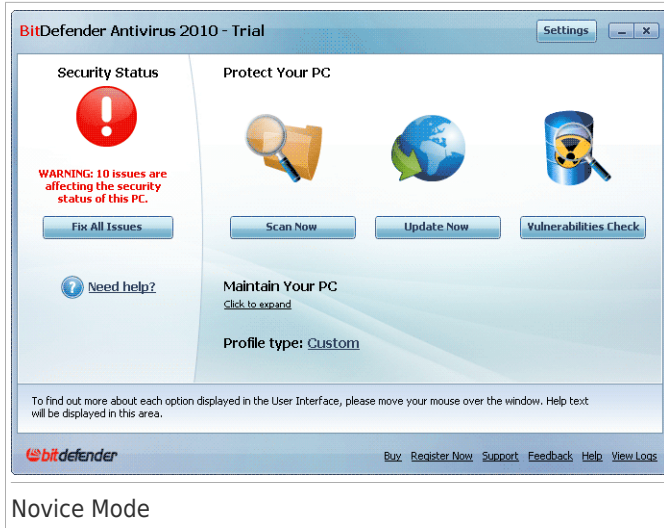 BitDefender Antivirus 2010 - Trial
Settings
Security Status
Protect Your PC
WARNING: 10 issues are
affecting the security
status of this PC.
Fix All Issues
Scan Now
Update Now
Vulnerabilities Check
Need help?
Maintain Your PC
Click to expand
Profile type: Custom
To find out more about each option displayed in the User Interface, please move your mouse over the window. Help text
will be displayed in this area.
bitdefender
Buy Register Now Support Feedback Help View Logs
Novice Mode